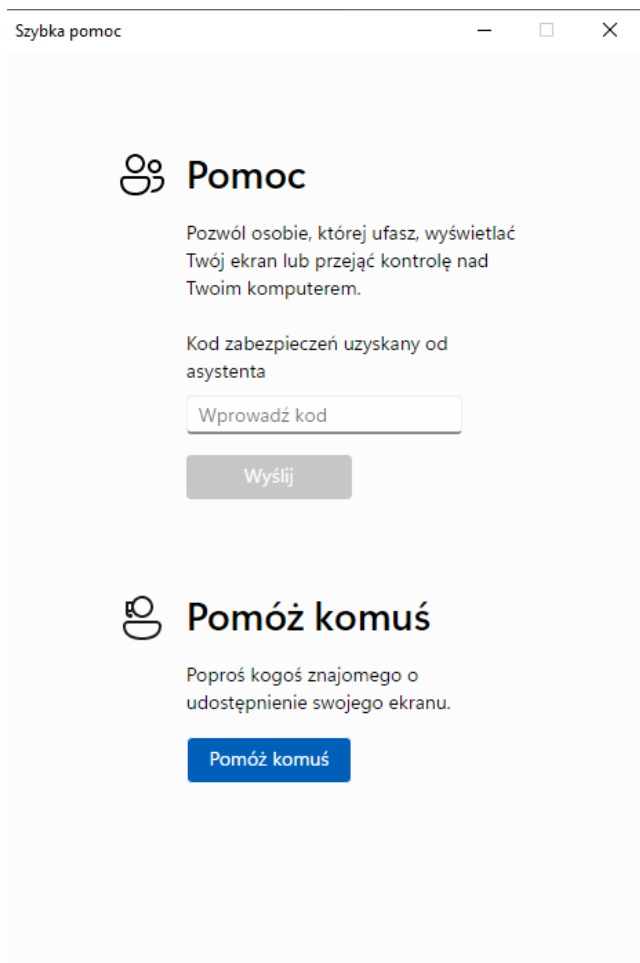 Szybka pomoc
Pomoc
Pozwól osobie, której ufasz, wyświetlać
Twój ekran lub przejąć kontrolę nad
Twoim komputerem.
Kod zabezpieczeń uzyskany od
asystenta
Wprowadź kod
Wyślij
Pomóż komuś
Poproś kogoś znajomego o
udostępnienie swojego ekranu.
Pomóż komuś